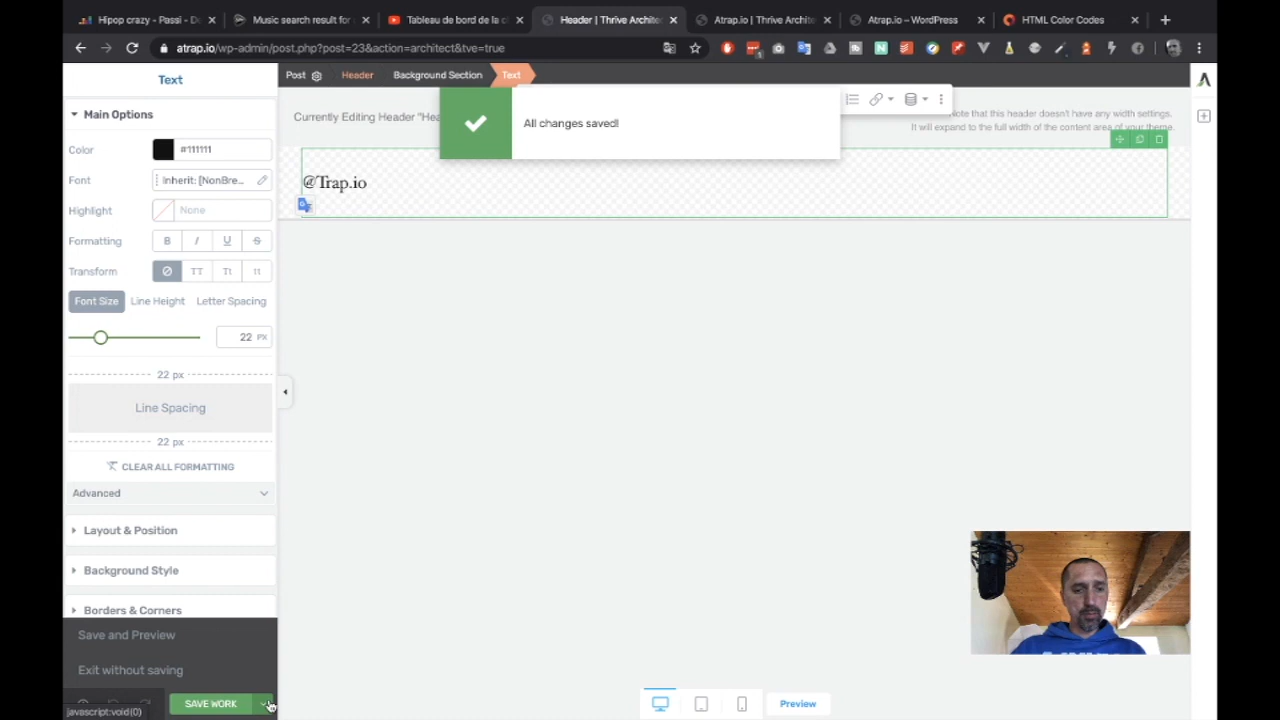 Hipop crazy - Passi - D
Music search result for
Tableau de bord de la c
Header | Thrive Archite
Atrap.io | Thrive Archite
Atrap.io – WordPress
HTML Color Codes
atrap.io/wp-admin/post.php?post=23&action=architect&tve=true
Text
Post
Header
Background Section
Text
Main Options
Currently Editing Header "Hea
All changes saved!
Note that this header doesn't have any width settings.
It will expand to the full width of the content area of your theme.
Color
#111111
Font
Inherit: [NonBre...
@Trap.io
Highlight
None
Formatting
B I U S
Transform
TT Tt tt
Font Size
Line Height
Letter Spacing
22 PX
22 px
Line Spacing
22 px
CLEAR ALL FORMATTING
Advanced
Layout & Position
Background Style
Borders & Corners
Save and Preview
Exit without saving
SAVE WORK
Preview
javascript:void(0)